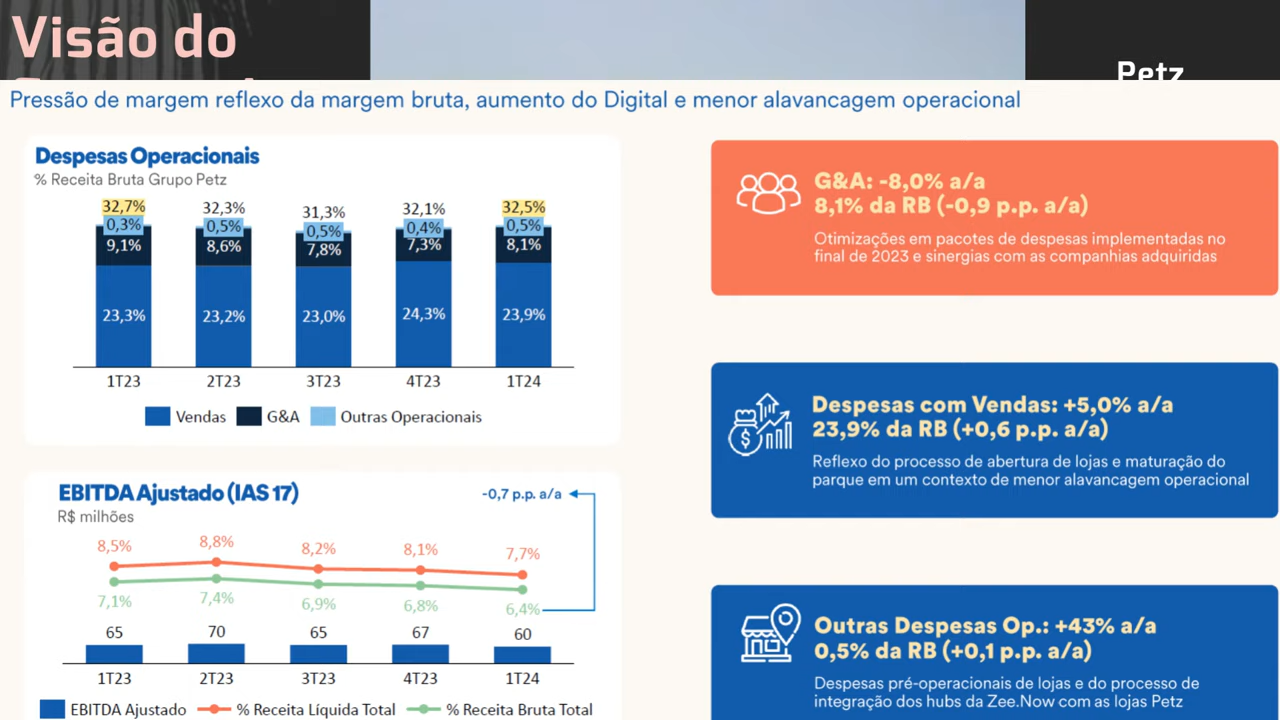 Visão do
Petz
Pressão de margem reflexo da margem bruta, aumento do Digital e menor alavancagem operacional
Despesas Operacionais
% Receita Bruta Grupo Petz
32,7% 32,3% 31,3% 32,1% 32,5%
0,3% 0,5% 0,5% 0,4% 0,5%
9,1% 8,6% 7,8% 7,3% 8,1%
23,3% 23,2% 23,0% 24,3% 23,9%
1T23 2T23 3T23 4T23 1T24
Vendas G&A Outras Operacionais
EBITDA Ajustado (IAS 17)
R$ milhões
-0,7 p.p. a/a
8,5% 8,8% 8,2% 8,1% 7,7%
7,1% 7,4% 6,9% 6,8% 6,4%
65 70 65 67 60
1T23 2T23 3T23 4T23 1T24
EBITDA Ajustado % Receita Líquida Total % Receita Bruta Total
G&A: -8,0% a/a
8,1% da RB (-0,9 p.p. a/a)
Otimizações em pacotes de despesas implementadas no
final de 2023 e sinergias com as companhias adquiridas
Despesas com Vendas: +5,0% a/a
23,9% da RB (+0,6 p.p. a/a)
Reflexo do processo de abertura de lojas e maturação do
parque em um contexto de menor alavancagem operacional
Outras Despesas Op.: +43% a/a
0,5% da RB (+0,1 p.p. a/a)
Despesas pré-operacionais de lojas e do processo de
integração dos hubs da Zee.Now com as lojas Petz